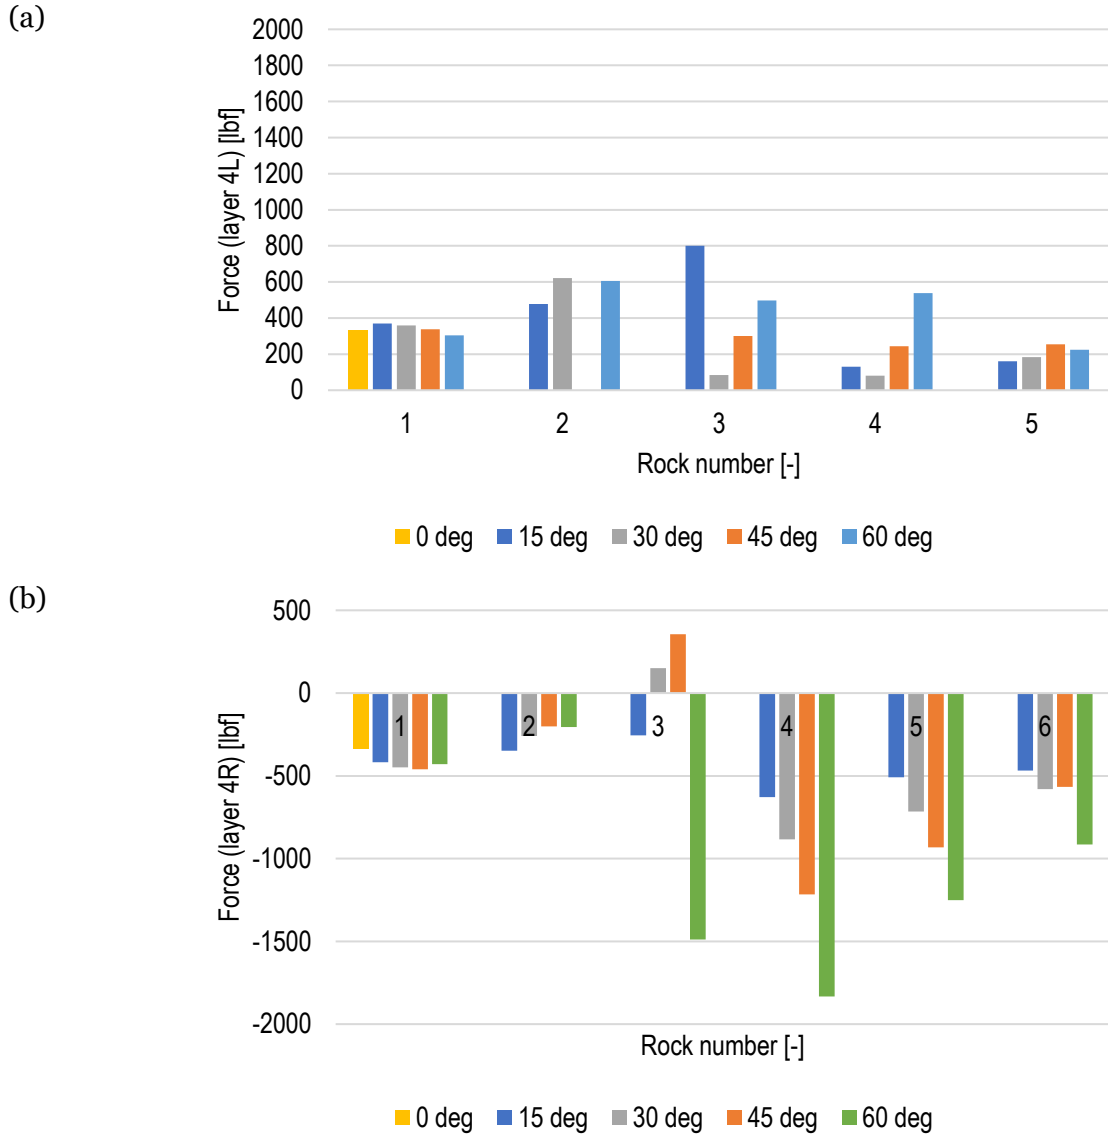 (a)
2000
1800
1600
1400
1200
1000
800
600
400
200
0
Force (layer 4L) [lbf]
1 2 3 4 5
Rock number [-]
0 deg 15 deg 30 deg 45 deg 60 deg
(b)
500
0
-500
-1000
-1500
-2000
Force (layer 4R) [lbf]
1 2 3 4 5 6
Rock number [-]
0 deg 15 deg 30 deg 45 deg 60 deg